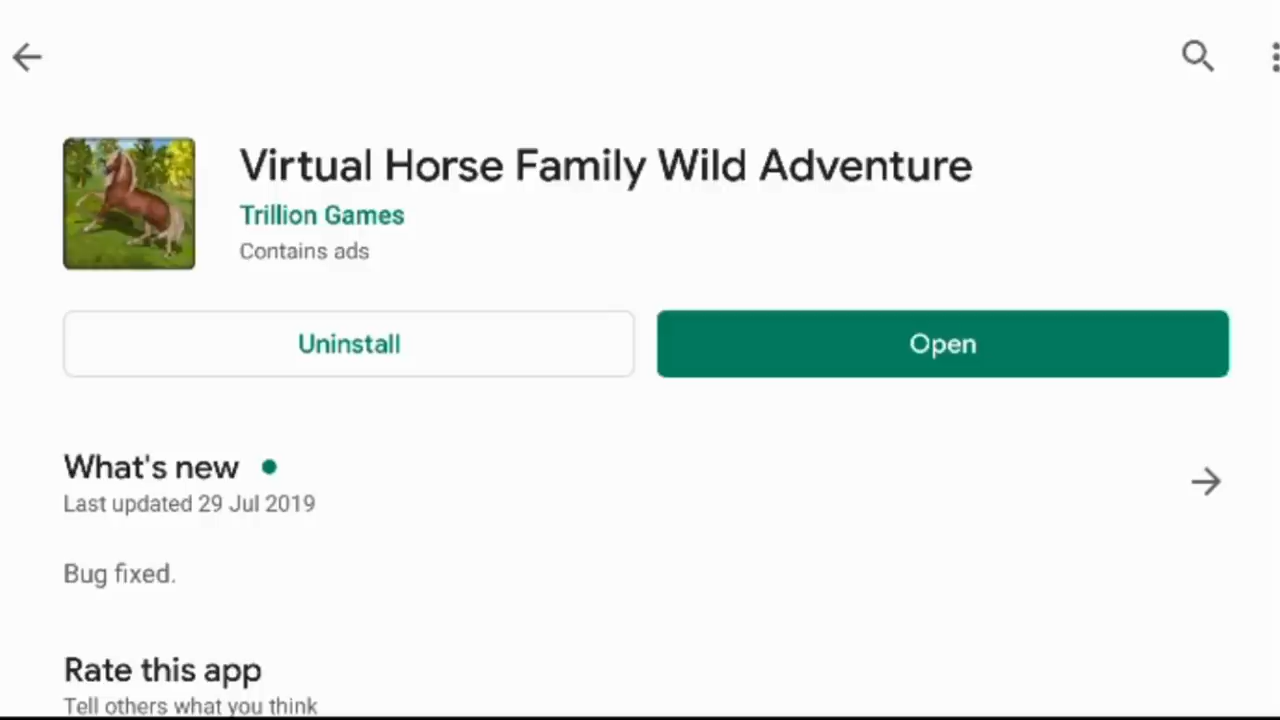 Virtual Horse Family Wild Adventure
Trillion Games
Contains ads
Uninstall
Open
What's new
Last updated 29 Jul 2019
Bug fixed.
Rate this app
Tell others what you think